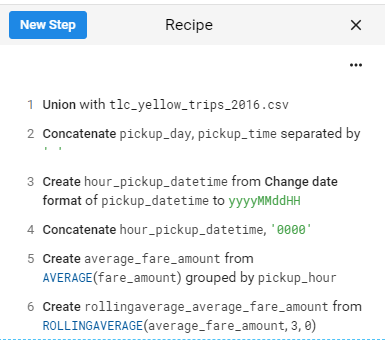 New Step
Recipe
1 Union with tlc_yellow_trips_2016.csv
2 Concatenate pickup_day, pickup_time separated by
' '
3 Create hour_pickup_datetime from Change date
format of pickup_datetime to yyyyMMddHH
4 Concatenate hour_pickup_datetime, '0000'
5 Create average_fare_amount from
AVERAGE(fare_amount) grouped by pickup_hour
6 Create rollingaverage_average_fare_amount from
ROLLINGAVERAGE(average_fare_amount, 3, 0)